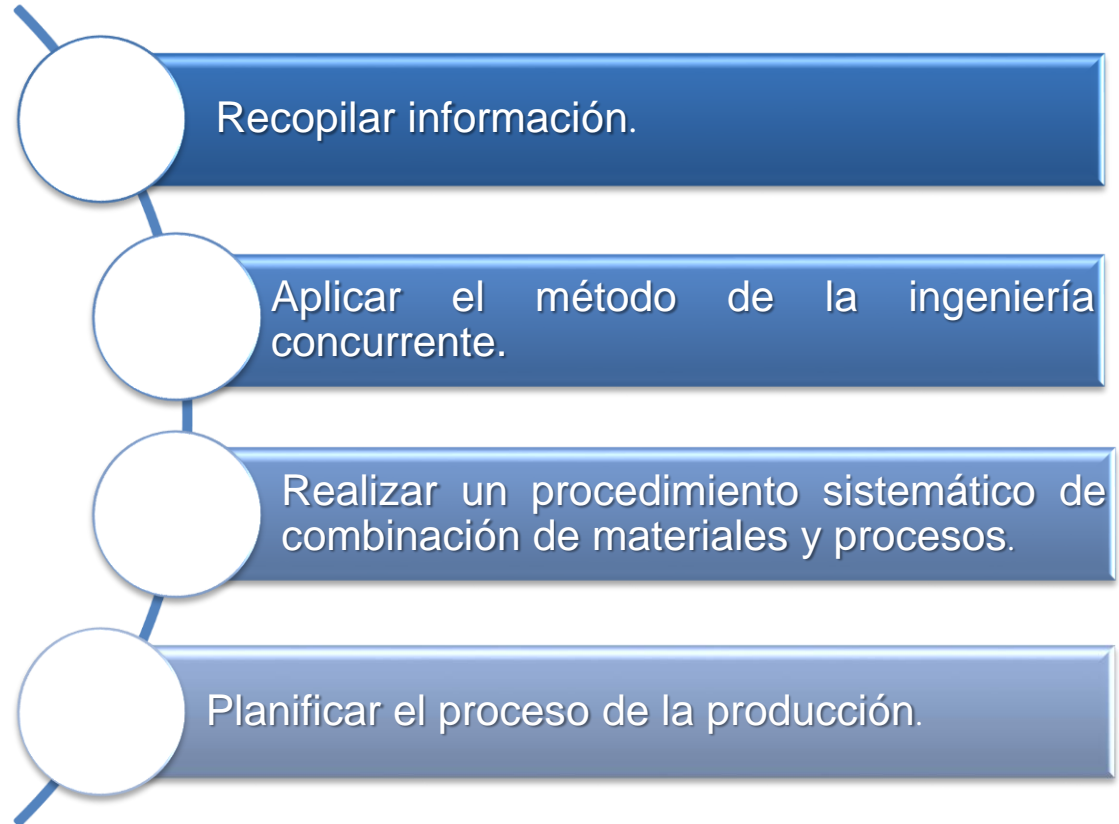 Recopilar información.
Aplicar el método de la ingeniería
concurrente.
Realizar un procedimiento sistemático de
combinación de materiales y procesos.
Planificar el proceso de la producción.